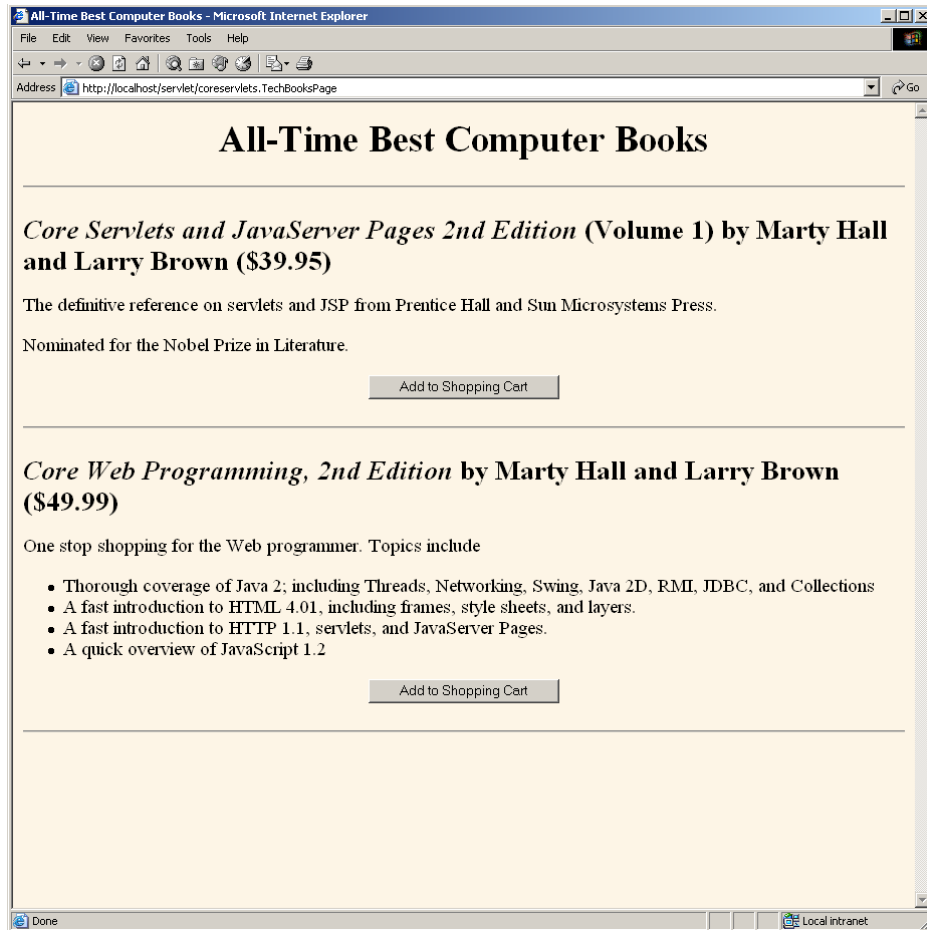 All-Time Best Computer Books - Microsoft Internet Explorer
File Edit View Favorites Tools Help
Address http://localhost/servlet/coreservlets.TechBooksPage Go
All-Time Best Computer Books
Core Servlets and JavaServer Pages 2nd Edition (Volume 1) by Marty Hall
and Larry Brown ($39.95)
The definitive reference on servlets and JSP from Prentice Hall and Sun Microsystems Press.
Nominated for the Nobel Prize in Literature.
Add to Shopping Cart
Core Web Programming, 2nd Edition by Marty Hall and Larry Brown
($49.99)
One stop shopping for the Web programmer. Topics include
• Thorough coverage of Java 2; including Threads, Networking, Swing, Java 2D, RMI, JDBC, and Collections
• A fast introduction to HTML 4.01, including frames, style sheets, and layers.
• A fast introduction to HTTP 1.1, servlets, and JavaServer Pages.
• A quick overview of JavaScript 1.2
Add to Shopping Cart
Done Local intranet